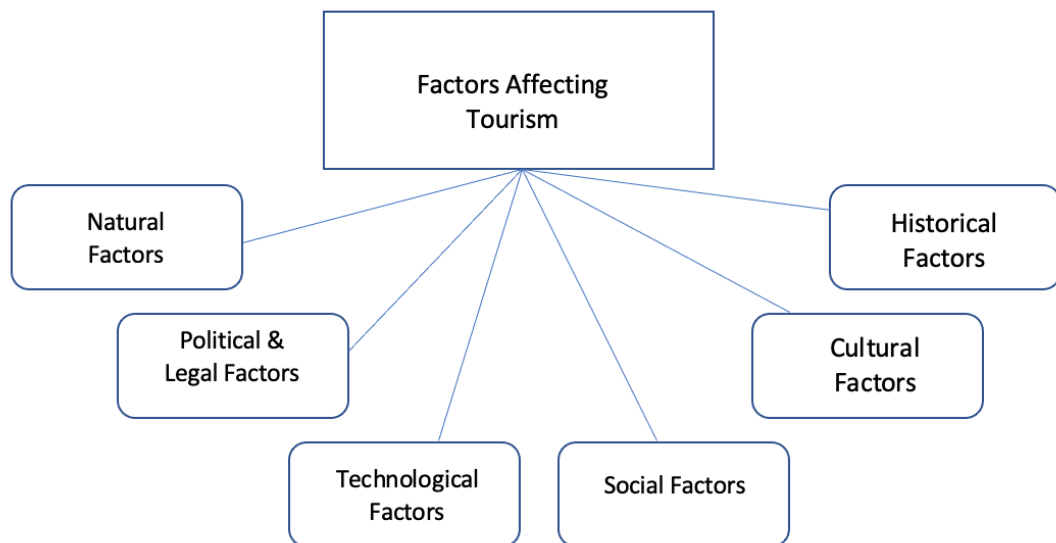 Factors Affecting
Tourism
Natural
Factors
Historical
Factors
Political &
Legal Factors
Cultural
Factors
Technological
Factors
Social Factors